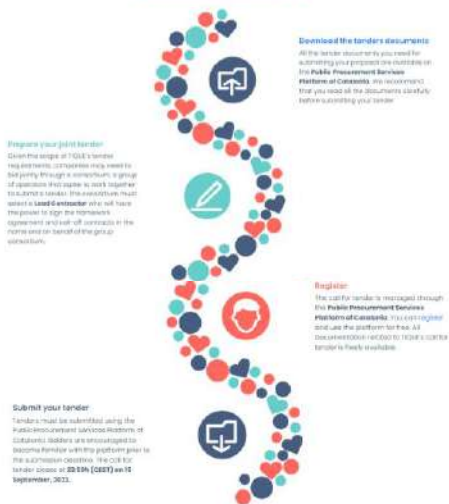 Download the tenders documents
All the tender documents you need for
submitting your proposal are available on
the Public Procurement Services
Platform of Catalonia. We recommend
that you read all the documents carefully
before submitting your tender
Prepare your joint tender
Given the scope of TIQUE's tender
requirements, companies may need to
bid jointly through a consortium, a group
of operators that agree to work together
to submit a tender. The consortium must
select a Lead Contractor who will have
the power to sign the framework
agreement and call-off contracts in the
name and on behalf of the group
consortium.
Register
The call for tender is managed through
the Public Procurement Services
Platform of Catalonia. You can register
and use the platform for free. All
documentation related to TIQUE's call for
tender is freely available.
Submit your tender
Tenders must be submitted using the
Public Procurement Services Platform of
Catalonia. Bidders are encouraged to
become familiar with the platform prior to
the submission deadline. The call for
tender closes at 23:59h (CEST) on 15
September, 2023.